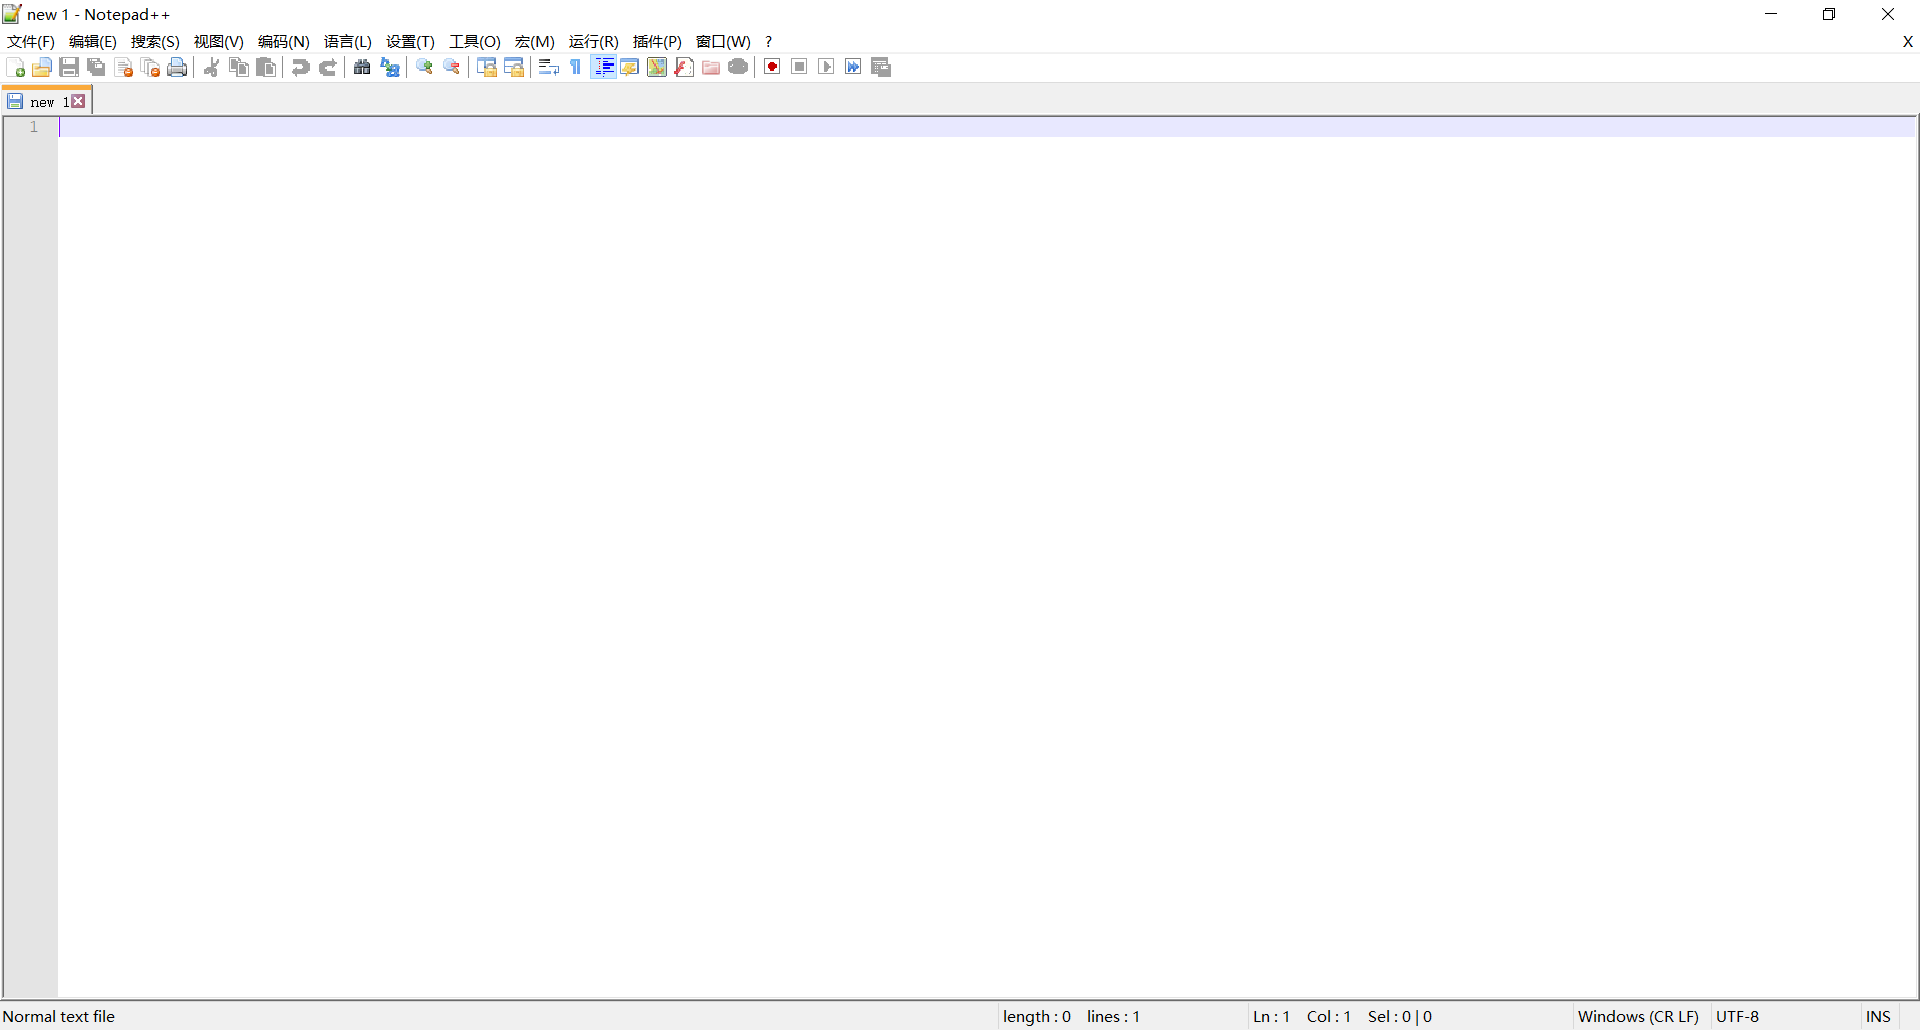 new 1 - Notepad++
文件(F) 编辑(E) 搜索(S) 视图(V) 编码(N) 语言(L) 设置(T) 工具(O) 宏(M) 运行(R) 插件(P) 窗口(W) ? X
new 1
1
Normal text file length : 0 lines : 1 Ln : 1 Col : 1 Sel : 0 | 0 Windows (CR LF) UTF-8 INS